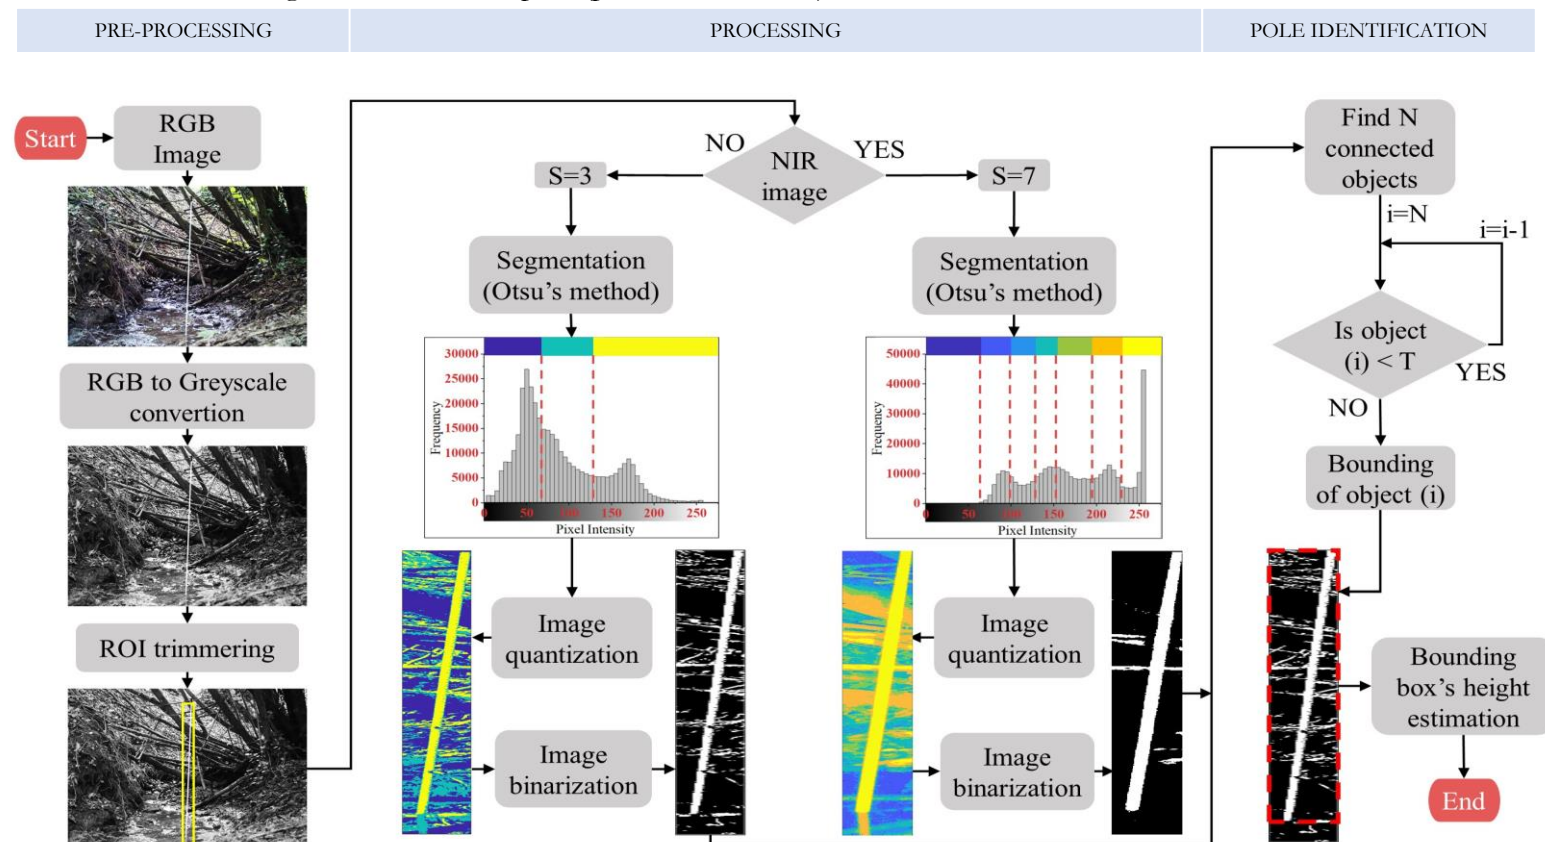 PRE-PROCESSING
PROCESSING
POLE IDENTIFICATION
Start
RGB
Image
RGB to Greyscale
convertion
ROI trimmering
NIR
image
NO
YES
S=3
Segmentation
(Otsu's method)
30000
25000
20000
15000
10000
5000
0
Frequency
0
50
100
150
200
250
Pixel Intensity
Image
quantization
Image
binarization
S=7
Segmentation
(Otsu's method)
50000
40000
30000
20000
10000
0
Frequency
0
50
100
150
200
250
Pixel Intensity
Image
quantization
Image
binarization
Find N
connected
objects
i=N
i=i-1
Is object
(i) < T
YES
NO
Bounding
of object (i)
Bounding
box's height
estimation
End